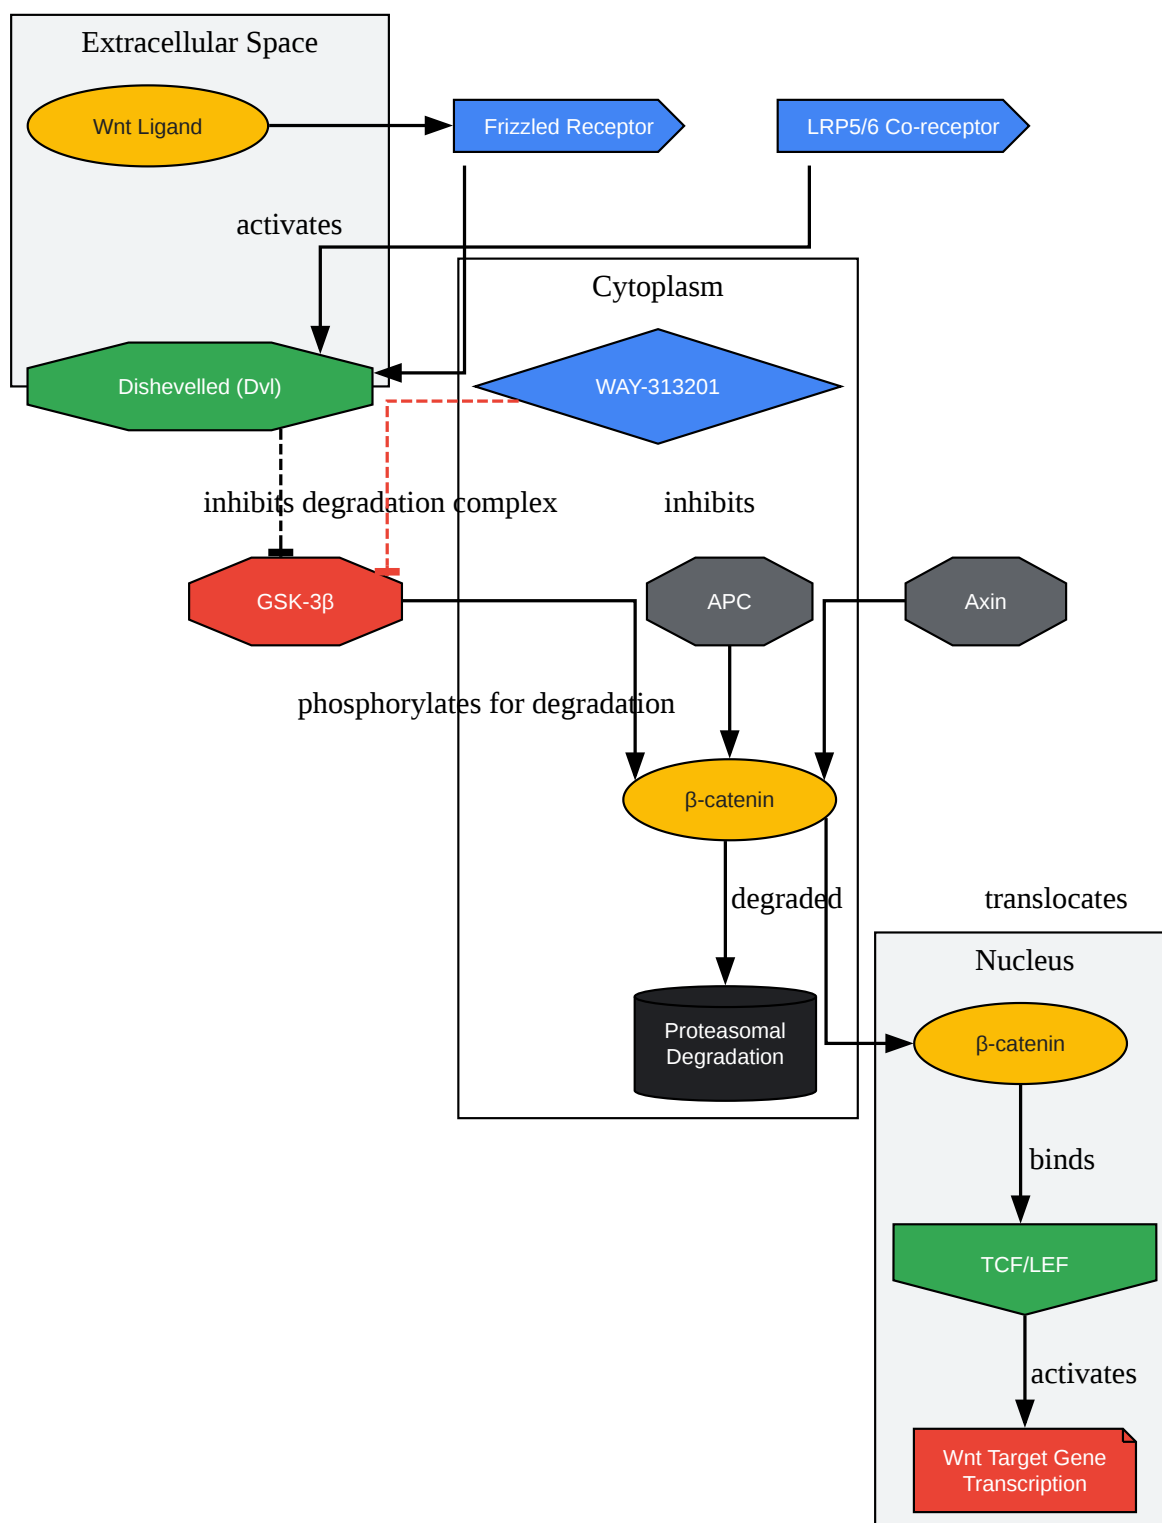 Extracellular Space
Wnt Ligand
Frizzled Receptor
LRP5/6 Co-receptor
activates
Cytoplasm
Dishevelled (Dvl)
WAY-313201
inhibits degradation complex
inhibits
GSK-3β
APC
Axin
phosphorylates for degradation
β-catenin
degraded
translocates
Nucleus
Proteasomal
Degradation
β-catenin
binds
TCF/LEF
activates
Wnt Target Gene
Transcription